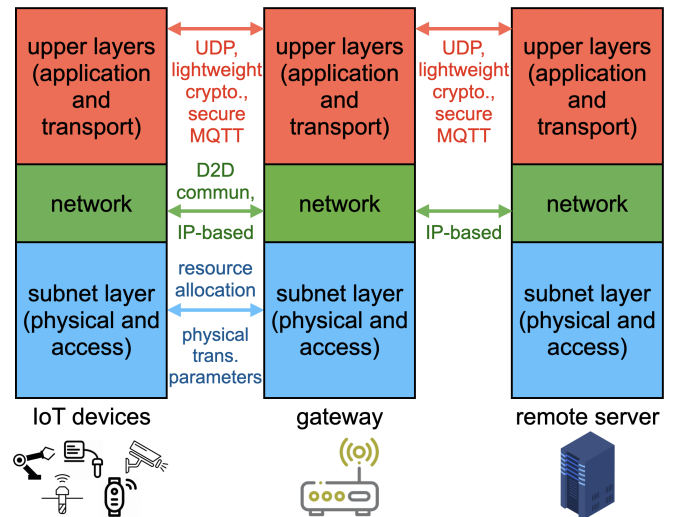 upper layers
(application
and
transport)
UDP,
lightweight
crypto.,
secure
MQTT
upper layers
(application
and
transport)
UDP,
lightweight
crypto.,
secure
MQTT
upper layers
(application
and
transport)
network
D2D
commun,
IP-based
network
IP-based
network
subnet layer
(physical and
access)
resource
allocation
physical
trans.
parameters
subnet layer
(physical and
access)
subnet layer
(physical and
access)
IoT devices
gateway
remote server